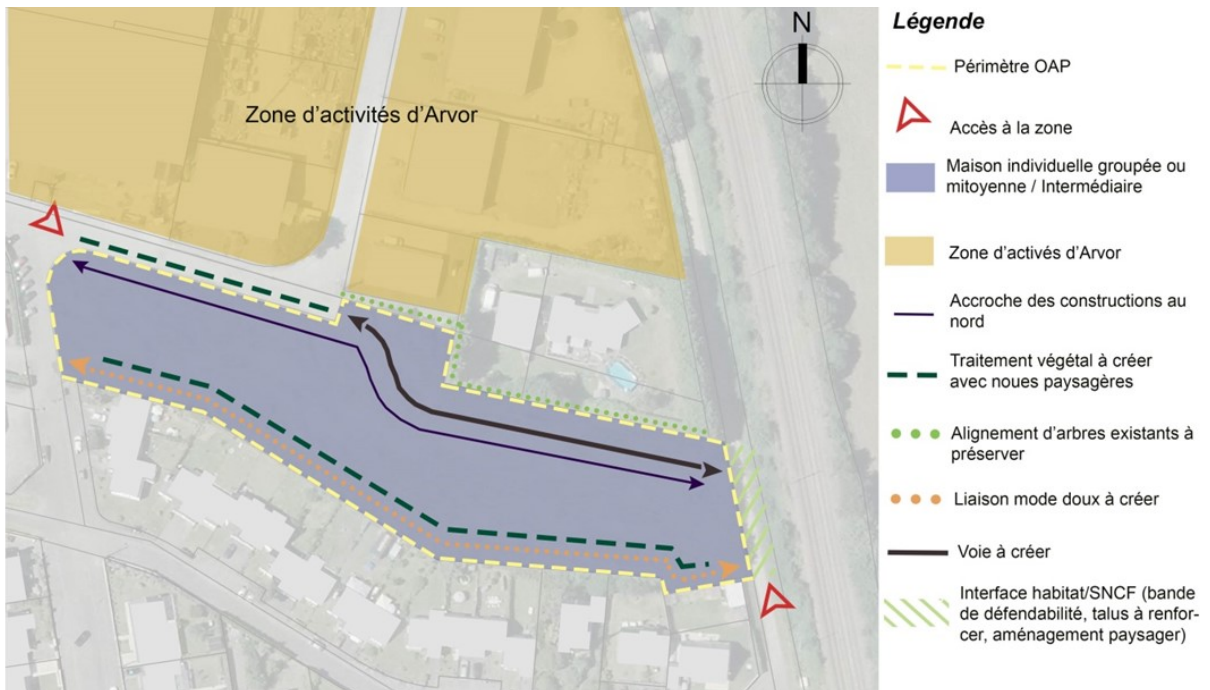 Zone d'activités d'Arvor
N
Légende
Périmètre OAP
Accès à la zone
Maison individuelle groupée ou
mitoyenne / Intermédiaire
Zone d'activés d'Arvor
Accroche des constructions au
nord
Traitement végétal à créer
avec noues paysagères
Alignement d'arbres existants à
préserver
Liaison mode doux à créer
Voie à créer
Interface habitat/SNCF (bande
de défendabilité, talus à renfor-
cer, aménagement paysager)